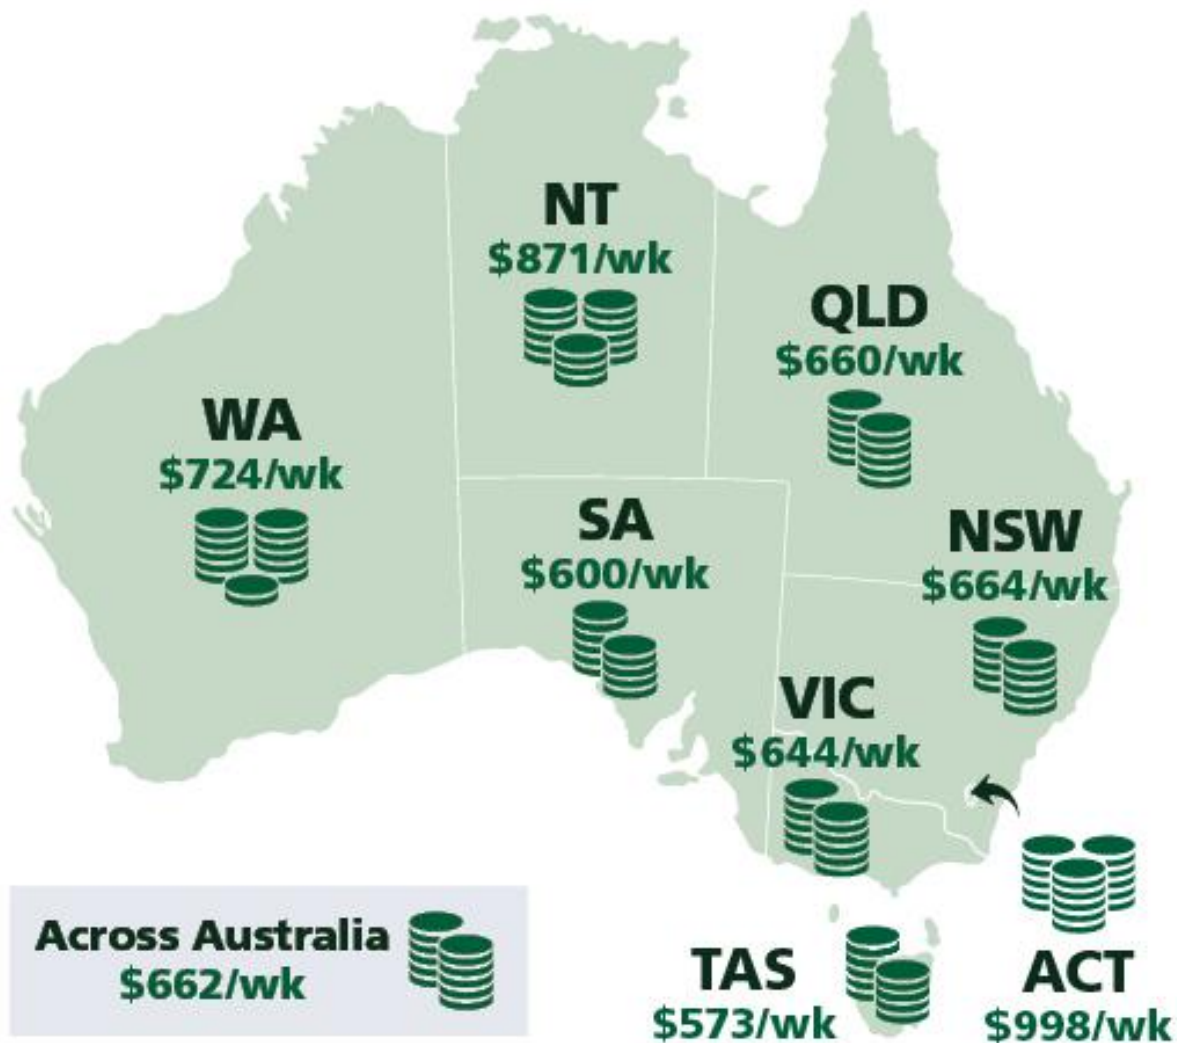 NT
$871/wk
QLD
$660/wk
WA
$724/wk
SA
$600/wk
NSW
$664/wk
VIC
$644/wk
Across Australia
$662/wk
TAS
$573/wk
ACT
$998/wk